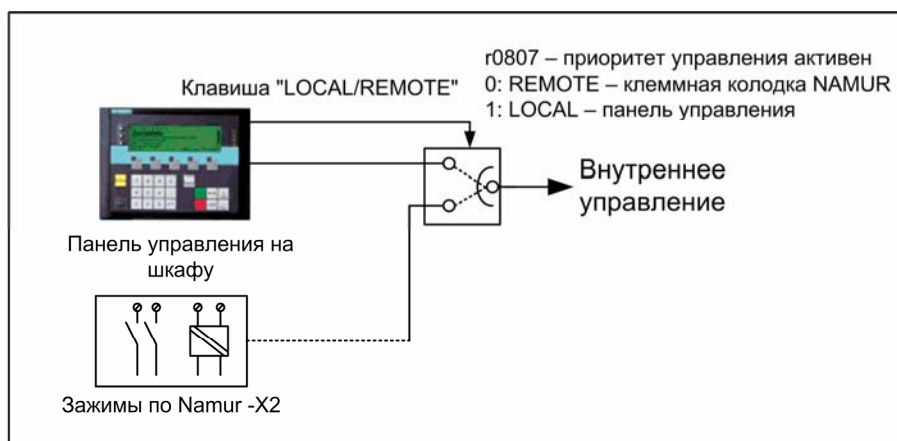 r0807 – приоритет управления активен
Клавиша "LOCAL/REMOTE"
0: REMOTE – клеммная колодка NAMUR
1: LOCAL – панель управления
Внутреннее
управление
Панель управления на
шкафу
Зажимы по Namur -X2